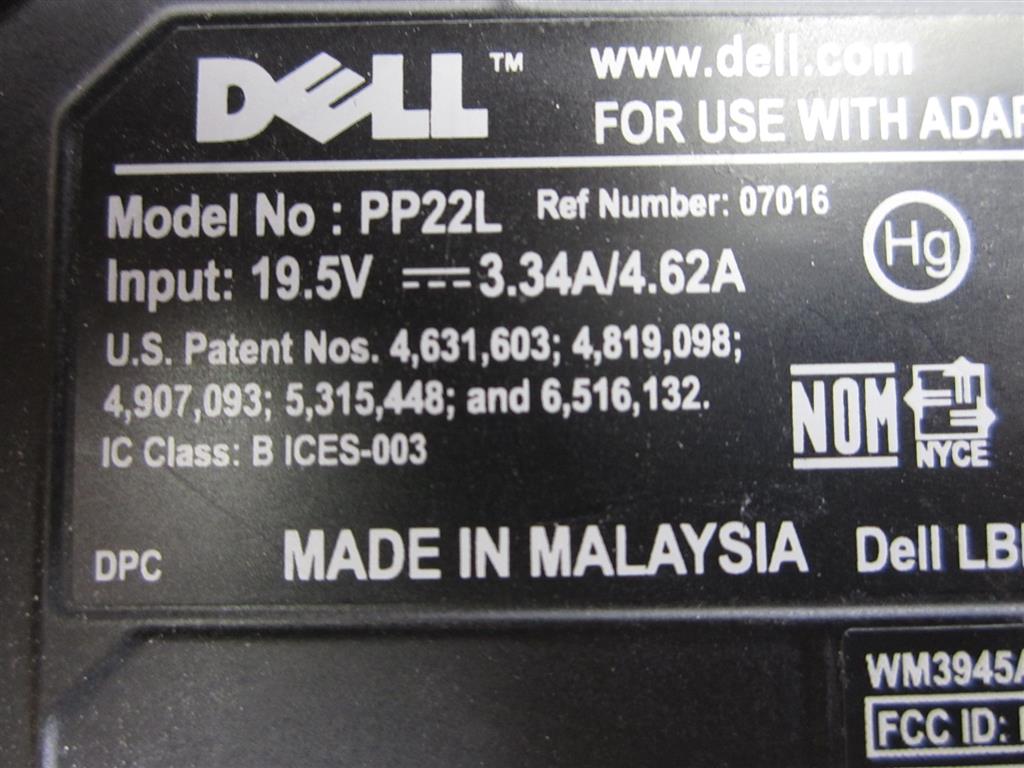 DELL™
www.dell.com
FOR USE WITH
Model No : PP22L
Ref Number: 07016
Hg
Input: 19.5V ⎓ 3.34A/4.62A
U.S. Patent Nos. 4,631,603; 4,819,098;
4,907,093; 5,315,448; and 6,516,132.
NOM
NYCE
IC Class: B ICES-003
DPC
MADE IN MALAYSIA
Dell
WM3945A
FCC ID: